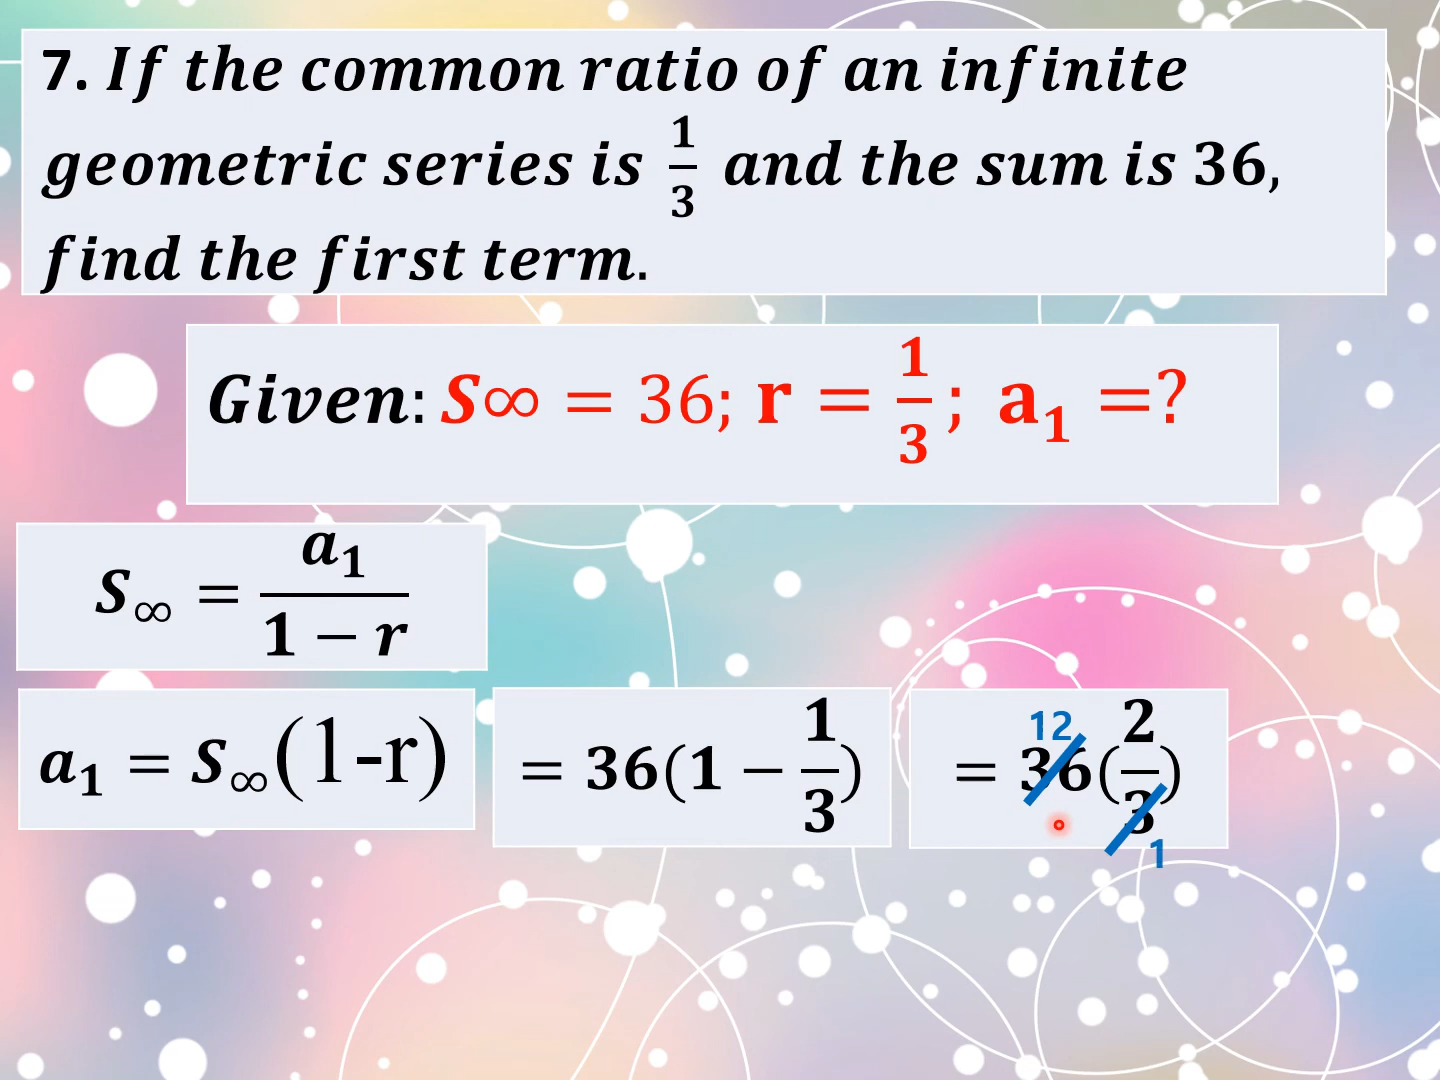 7. If the common ratio of an infinite
geometric series is 1/3 and the sum is 36,
find the first term.
Given: S∞ = 36; r = 1/3; a₁ =?
S∞ = a₁/(1 − r)
a₁ = S∞(1-r)
= 36(1 − 1/3)
= 36(2/3)
12
1